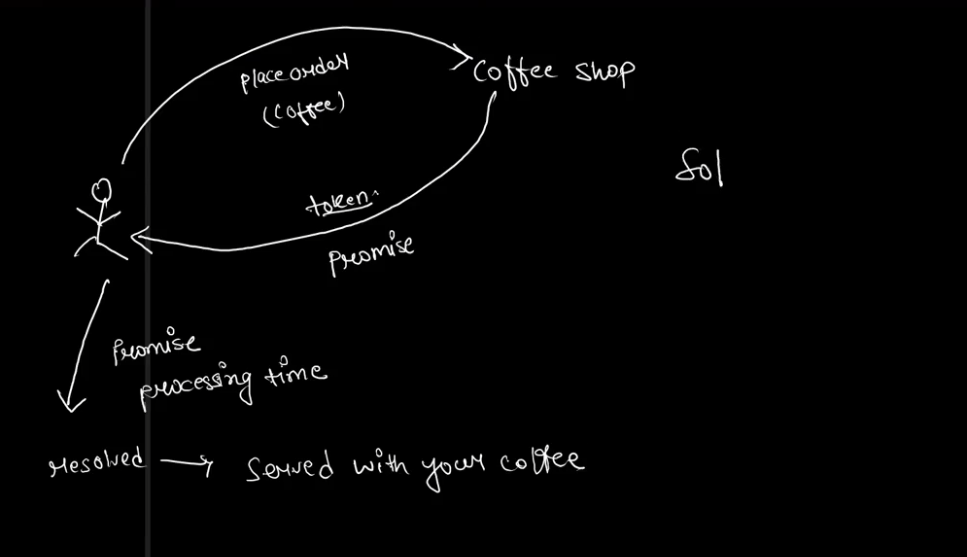 place order
(coffee)
coffee shop
Sol
token
promise
Promise
processing time
resolved → Served with your coffee